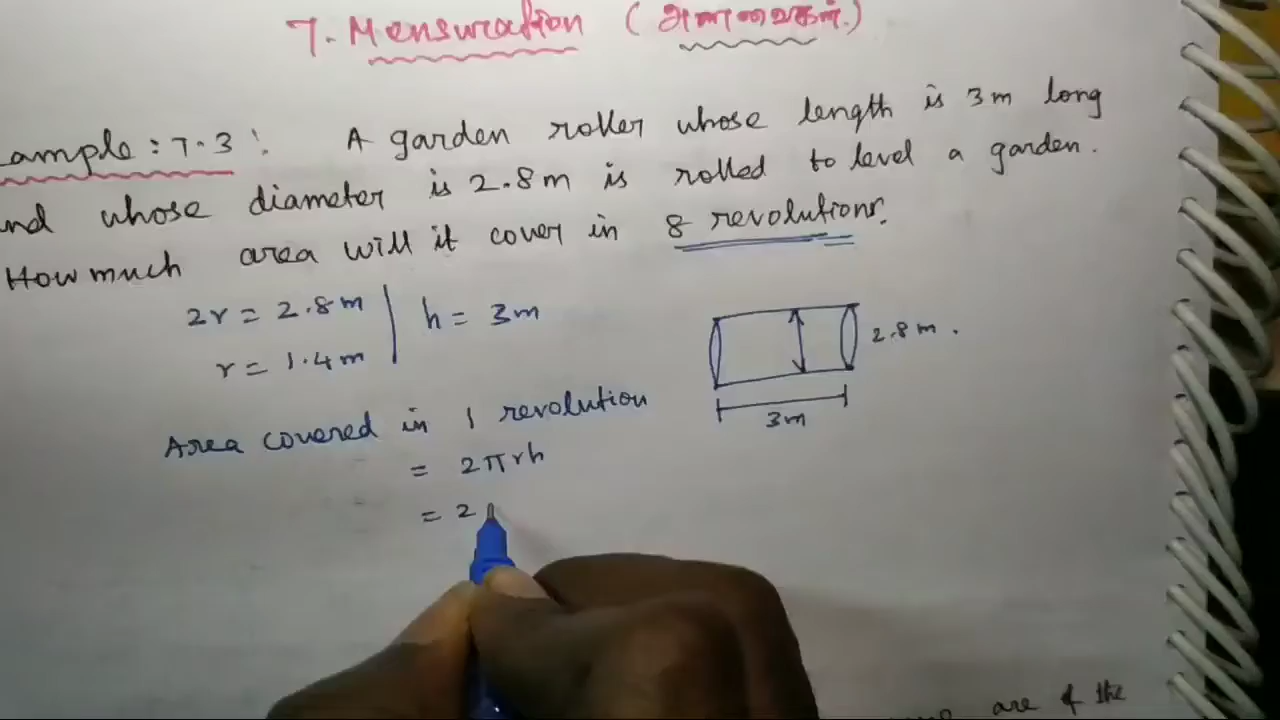 7. Mensuration (அளவைகள்.)
ample: 7.3: A garden roller whose length is 3m long
nd whose diameter is 2.8m is rolled to level a garden.
How much area will it cover in 8 revolutions.
2r = 2.8m | h = 3m
r = 1.4m
2.8m.
3m
Area covered in 1 revolution
= 2πrh
= 2
are of the